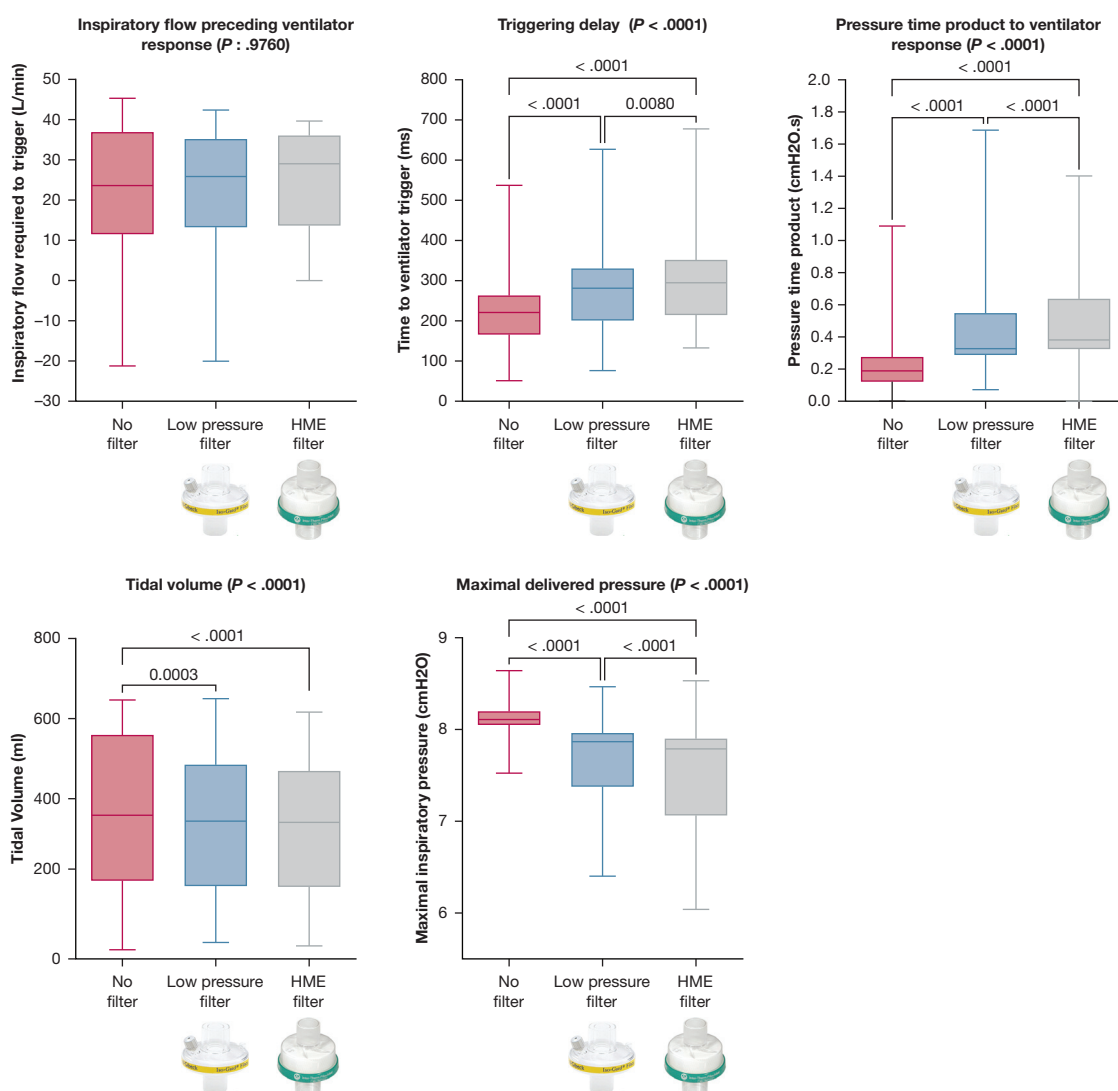 Inspiratory flow preceding ventilator
response (P : .9760)
Inspiratory flow required to trigger (L/min)
50
40
30
20
10
0
–10
–20
–30
No
filter
Low pressure
filter
HME
filter
Triggering delay (P < .0001)
Time to ventilator trigger (ms)
800
700
600
500
400
300
200
100
0
< .0001
< .0001
0.0080
No
filter
Low pressure
filter
HME
filter
Pressure time product to ventilator
response (P < .0001)
Pressure time product (cmH2O.s)
2.0
1.8
1.6
1.4
1.2
1.0
0.8
0.6
0.4
0.2
0.0
< .0001
< .0001
< .0001
No
filter
Low pressure
filter
HME
filter
Tidal volume (P < .0001)
Tidal Volume (ml)
800
600
400
200
0
< .0001
0.0003
No
filter
Low pressure
filter
HME
filter
Maximal delivered pressure (P < .0001)
Maximal inspiratory pressure (cmH2O)
9
8
7
6
< .0001
< .0001
< .0001
No
filter
Low pressure
filter
HME
filter